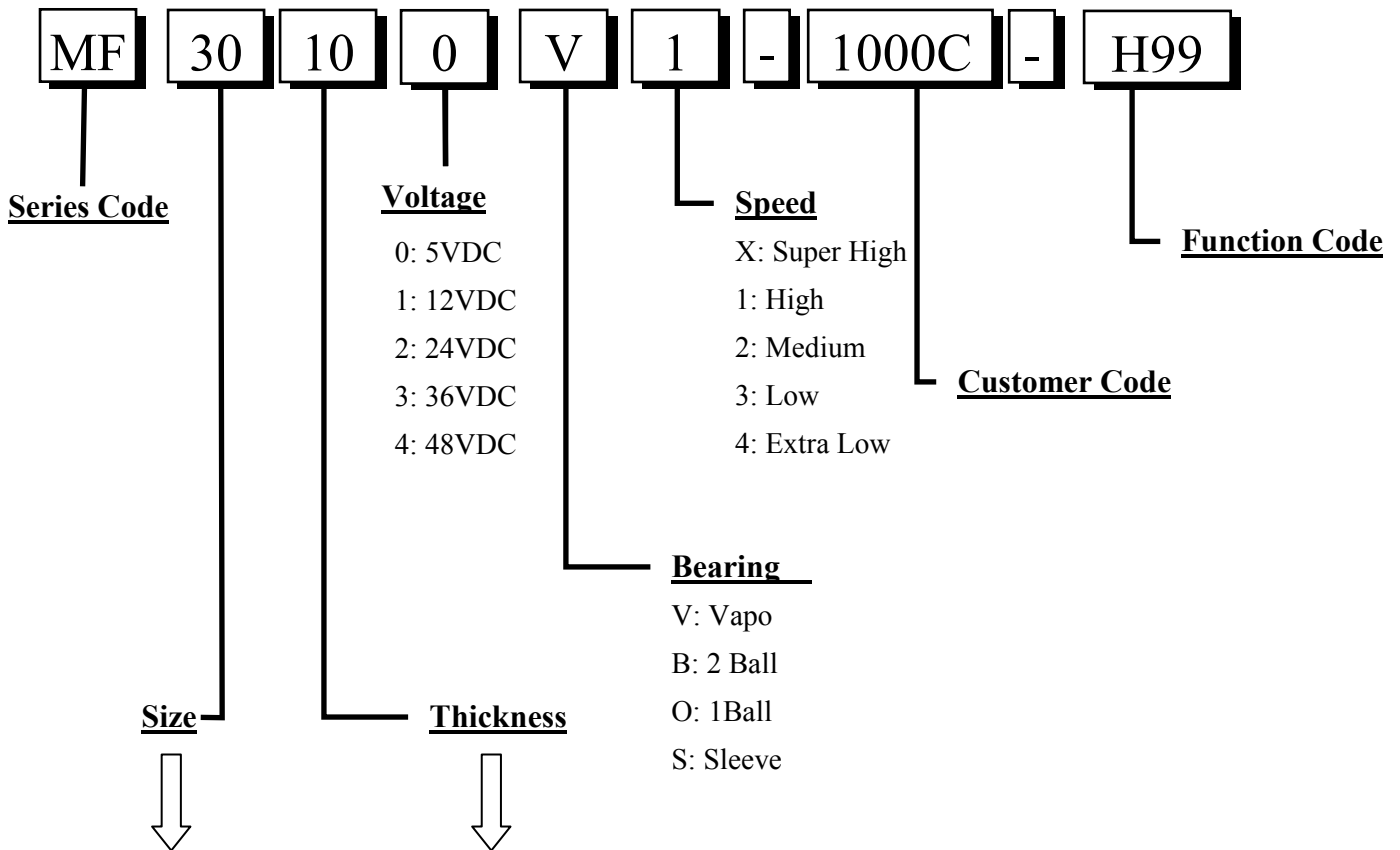 MF 30 10 0 V 1 - 1000C - H99
Series Code
Voltage
0: 5VDC
1: 12VDC
2: 24VDC
3: 36VDC
4: 48VDC
Speed
X: Super High
1: High
2: Medium
3: Low
4: Extra Low
Function Code
Customer Code
Bearing
V: Vapo
B: 2 Ball
O: 1Ball
S: Sleeve
Size
Thickness